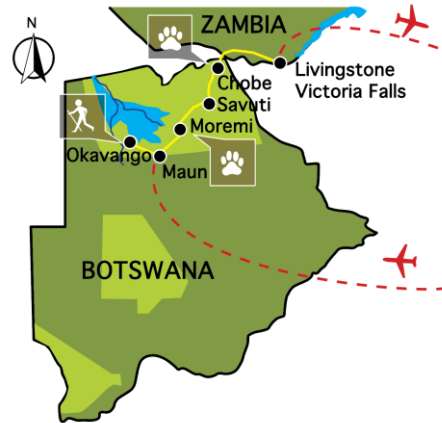 ZAMBIA
N
Livingstone
Victoria Falls
Chobe
Savuti
Moremi
Okavango
Maun
BOTSWANA